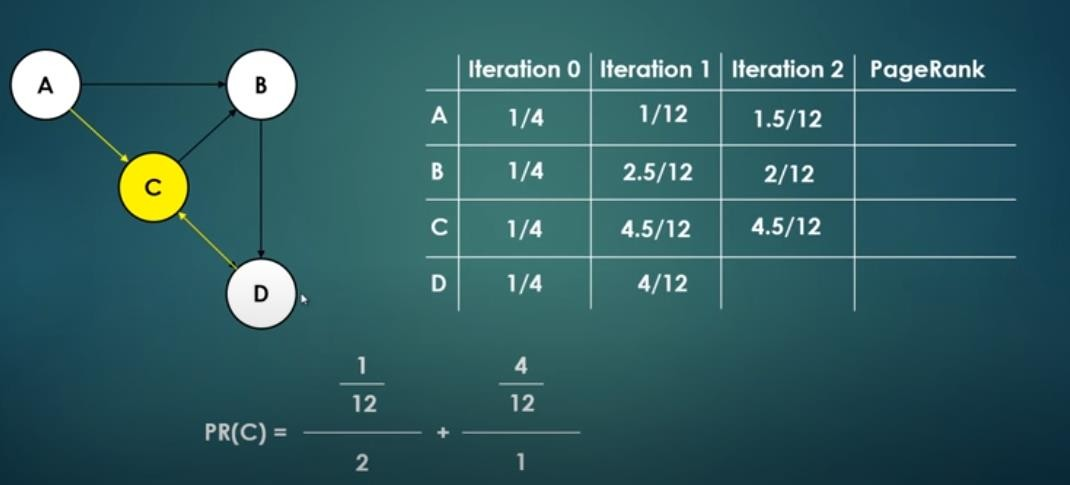 A
B
C
D
Iteration 0 Iteration 1 Iteration 2 PageRank
A 1/4 1/12 1.5/12
B 1/4 2.5/12 2/12
C 1/4 4.5/12 4.5/12
D 1/4 4/12
1 4
12 12
PR(C) = +
2 1